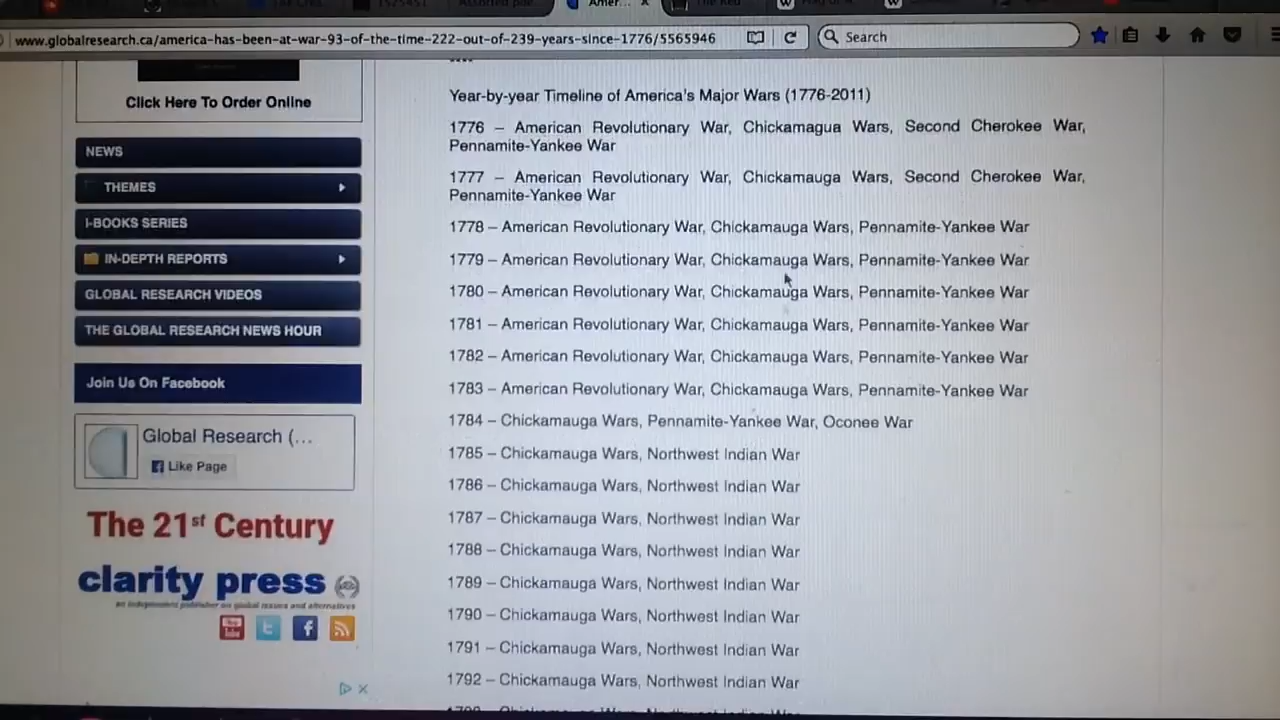 www.globalresearch.ca/america-has-been-at-war-93-of-the-time-222-out-of-239-years-since-1776/5565946
Search
Click Here To Order Online
NEWS
THEMES
I-BOOKS SERIES
IN-DEPTH REPORTS
GLOBAL RESEARCH VIDEOS
THE GLOBAL RESEARCH NEWS HOUR
Join Us On Facebook
Global Research (...
Like Page
The 21st Century
clarity press
an independent publisher on global issues and alternatives
Year-by-year Timeline of America's Major Wars (1776-2011)
1776 – American Revolutionary War, Chickamagua Wars, Second Cherokee War,
Pennamite-Yankee War
1777 – American Revolutionary War, Chickamauga Wars, Second Cherokee War,
Pennamite-Yankee War
1778 – American Revolutionary War, Chickamauga Wars, Pennamite-Yankee War
1779 – American Revolutionary War, Chickamauga Wars, Pennamite-Yankee War
1780 – American Revolutionary War, Chickamauga Wars, Pennamite-Yankee War
1781 – American Revolutionary War, Chickamauga Wars, Pennamite-Yankee War
1782 – American Revolutionary War, Chickamauga Wars, Pennamite-Yankee War
1783 – American Revolutionary War, Chickamauga Wars, Pennamite-Yankee War
1784 – Chickamauga Wars, Pennamite-Yankee War, Oconee War
1785 – Chickamauga Wars, Northwest Indian War
1786 – Chickamauga Wars, Northwest Indian War
1787 – Chickamauga Wars, Northwest Indian War
1788 – Chickamauga Wars, Northwest Indian War
1789 – Chickamauga Wars, Northwest Indian War
1790 – Chickamauga Wars, Northwest Indian War
1791 – Chickamauga Wars, Northwest Indian War
1792 – Chickamauga Wars, Northwest Indian War